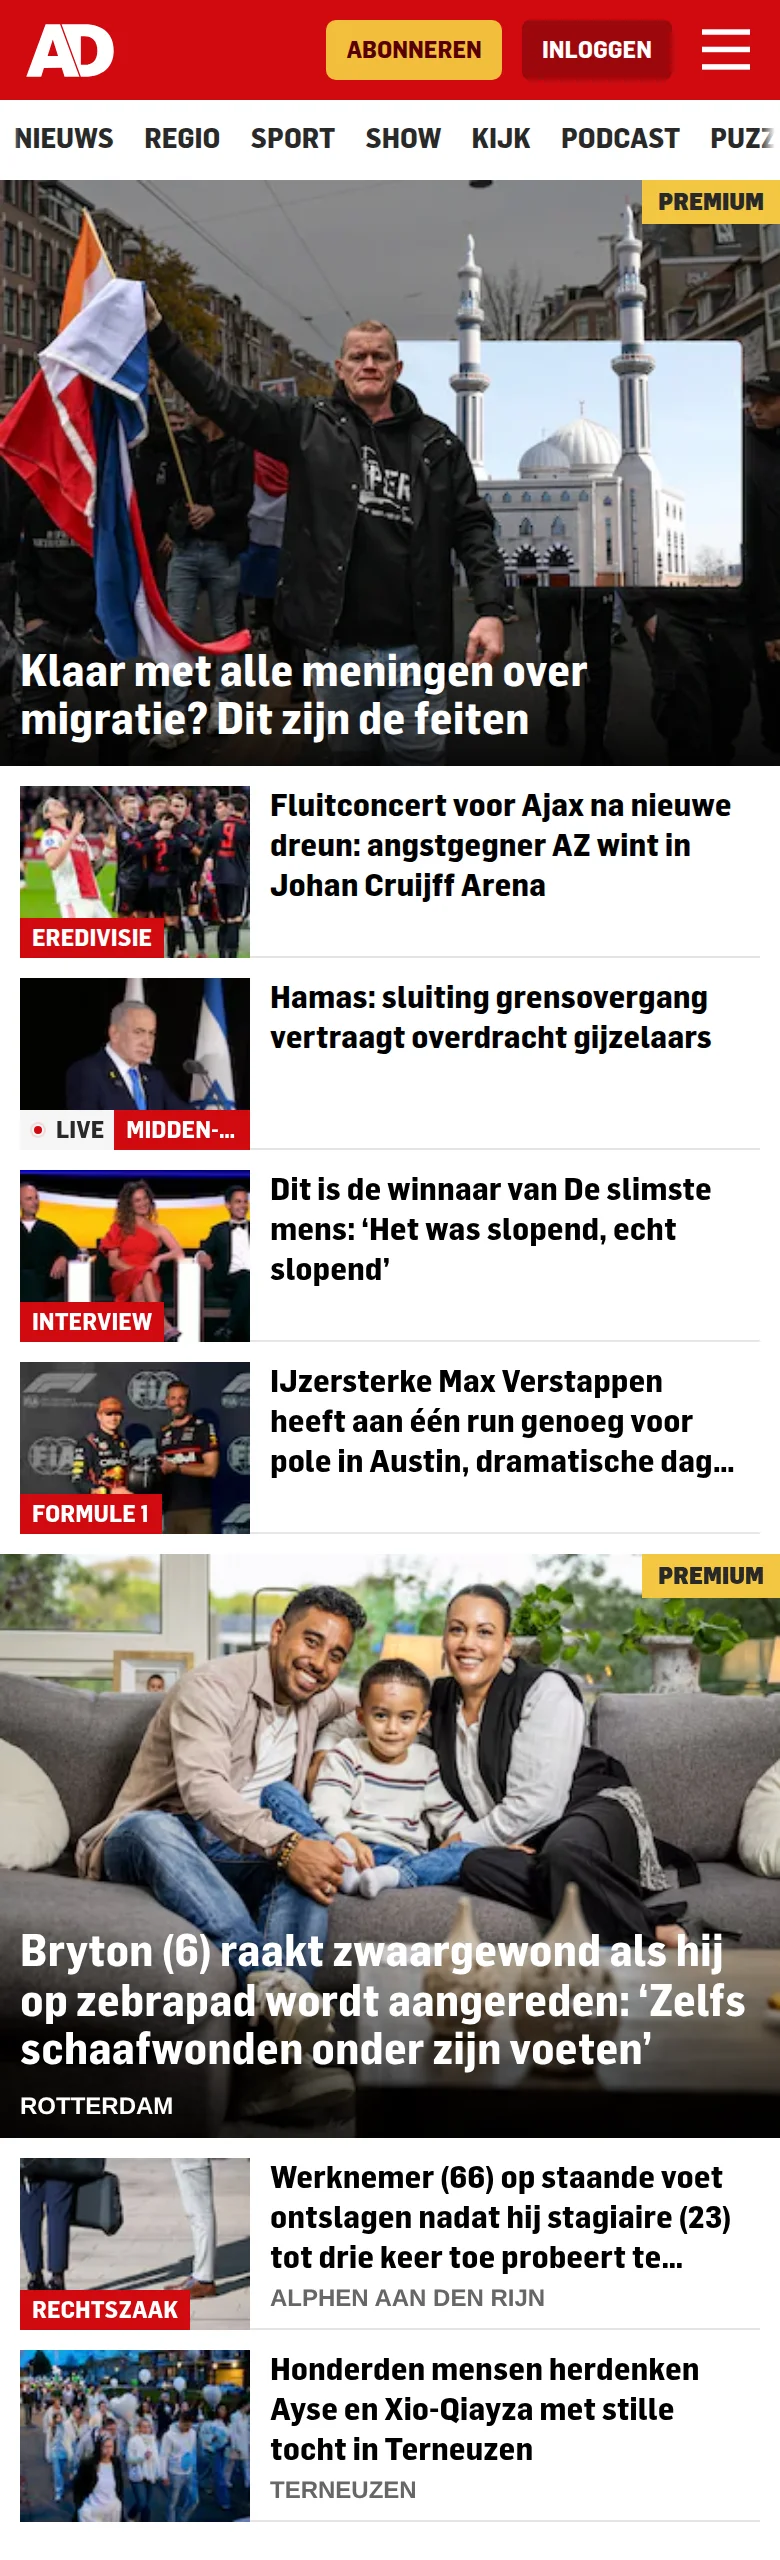 AD
ABONNEREN
INLOGGEN
NIEUWS REGIO SPORT SHOW KIJK PODCAST PUZZ
PREMIUM
Klaar met alle meningen over
migratie? Dit zijn de feiten
Fluitconcert voor Ajax na nieuwe
dreun: angstgegner AZ wint in
Johan Cruijff Arena
EREDIVISIE
Hamas: sluiting grensovergang
vertraagt overdracht gijzelaars
LIVE
MIDDEN-...
Dit is de winnaar van De slimste
mens: ‘Het was slopend, echt
slopend’
INTERVIEW
IJzersterke Max Verstappen
heeft aan één run genoeg voor
pole in Austin, dramatische dag...
FORMULE 1
PREMIUM
Bryton (6) raakt zwaargewond als hij
op zebrapad wordt aangereden: ‘Zelfs
schaafwonden onder zijn voeten’
ROTTERDAM
Werknemer (66) op staande voet
ontslagen nadat hij stagiaire (23)
tot drie keer toe probeert te...
ALPHEN AAN DEN RIJN
RECHTSZAAK
Honderden mensen herdenken
Ayse en Xio-Qiayza met stille
tocht in Terneuzen
TERNEUZEN